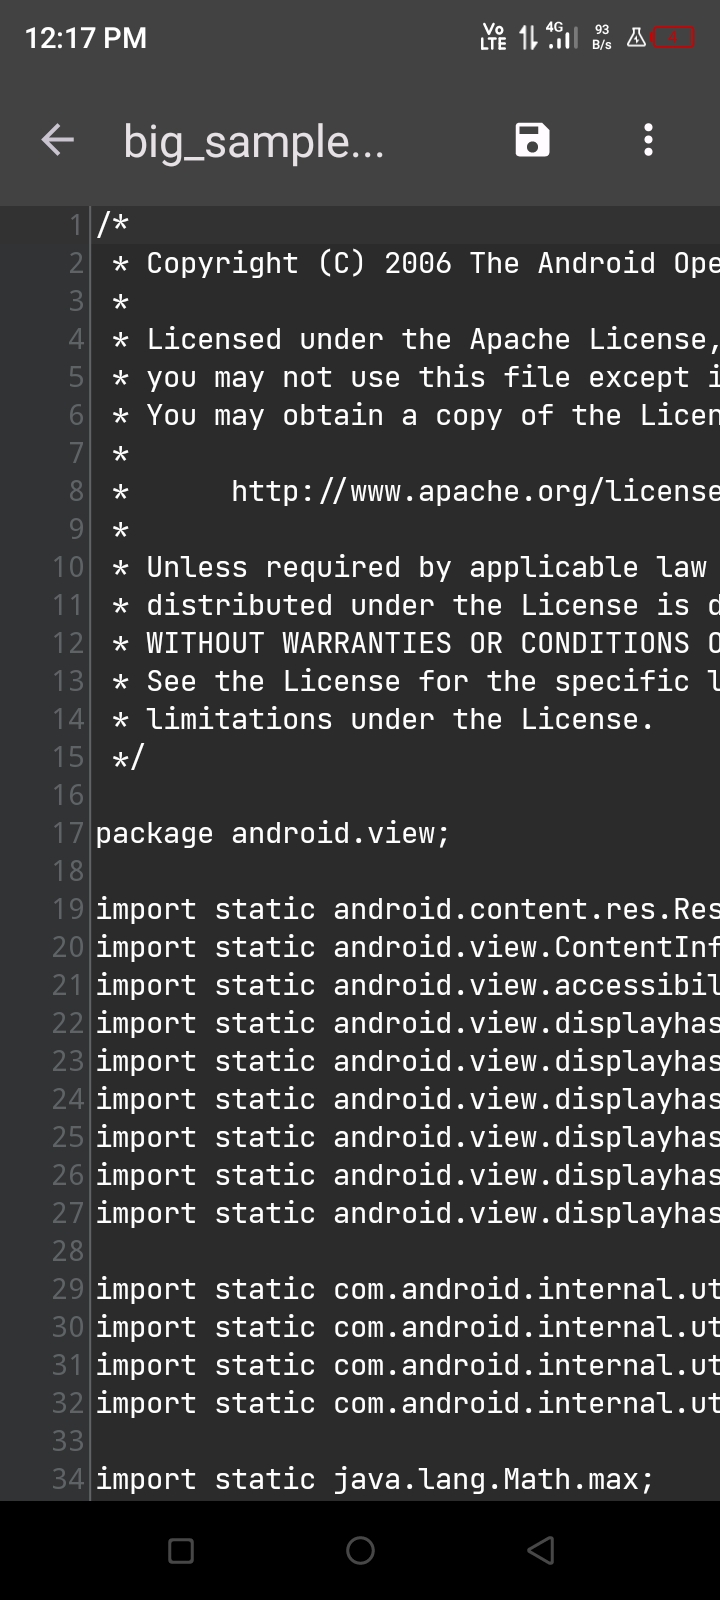 12:17 PM Vo LTE 4G 93 B/s 4
big_sample...
1 /*
2  * Copyright (C) 2006 The Android Ope
3  *
4  * Licensed under the Apache License,
5  * you may not use this file except i
6  * You may obtain a copy of the Licen
7  *
8  *      http://www.apache.org/license
9  *
10  * Unless required by applicable law
11  * distributed under the License is d
12  * WITHOUT WARRANTIES OR CONDITIONS O
13  * See the License for the specific l
14  * limitations under the License.
15  */
16
17 package android.view;
18
19 import static android.content.res.Res
20 import static android.view.ContentInf
21 import static android.view.accessibil
22 import static android.view.displayhas
23 import static android.view.displayhas
24 import static android.view.displayhas
25 import static android.view.displayhas
26 import static android.view.displayhas
27 import static android.view.displayhas
28
29 import static com.android.internal.ut
30 import static com.android.internal.ut
31 import static com.android.internal.ut
32 import static com.android.internal.ut
33
34 import static java.lang.Math.max;